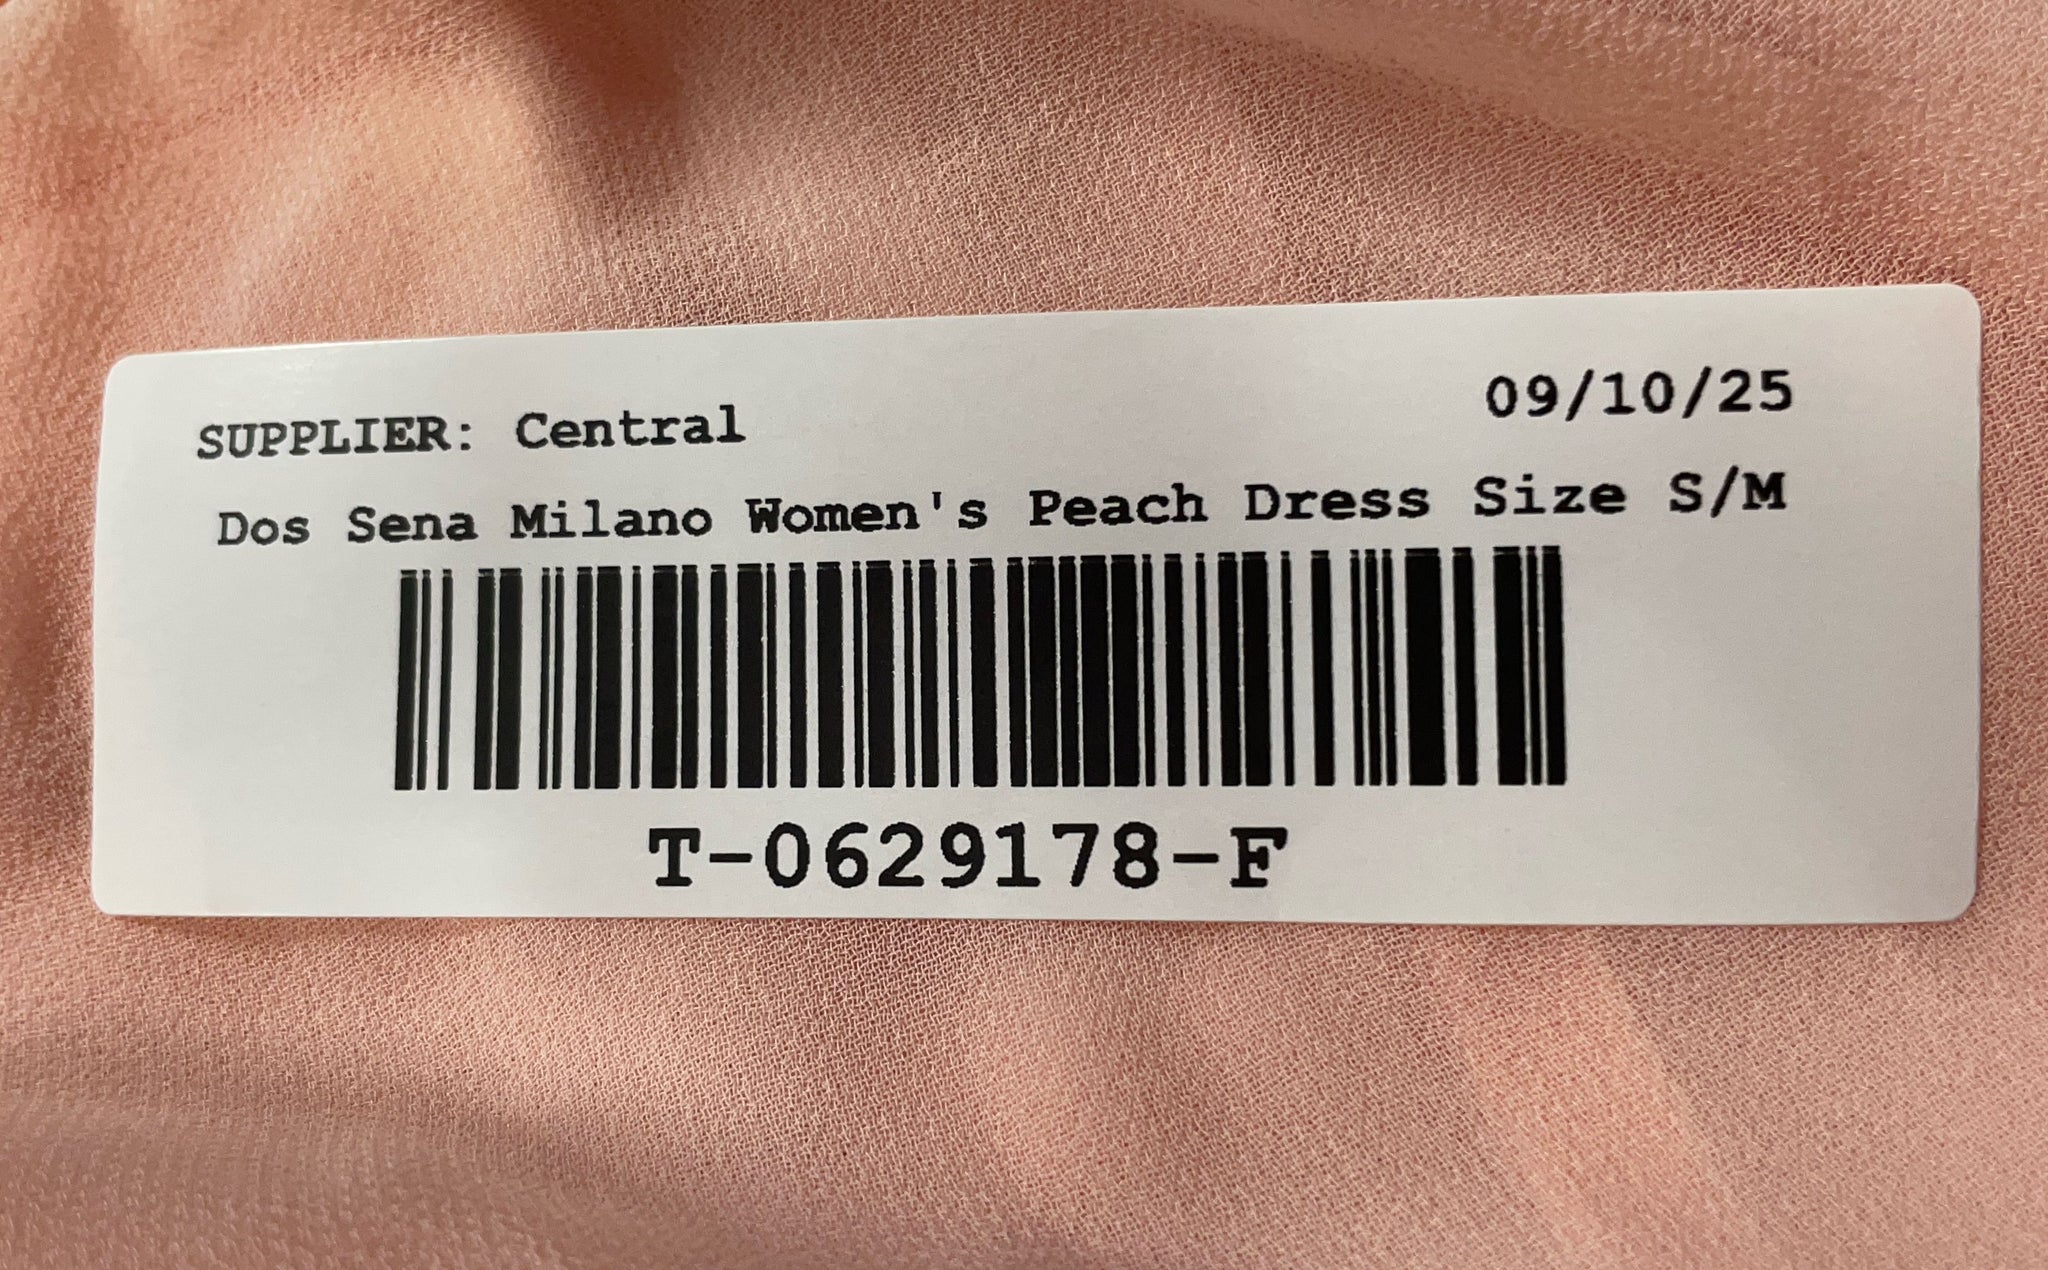 SUPPLIER: Central
09/10/25
Dos Sena Milano Women's Peach Dress Size S/M
T-0629178-F